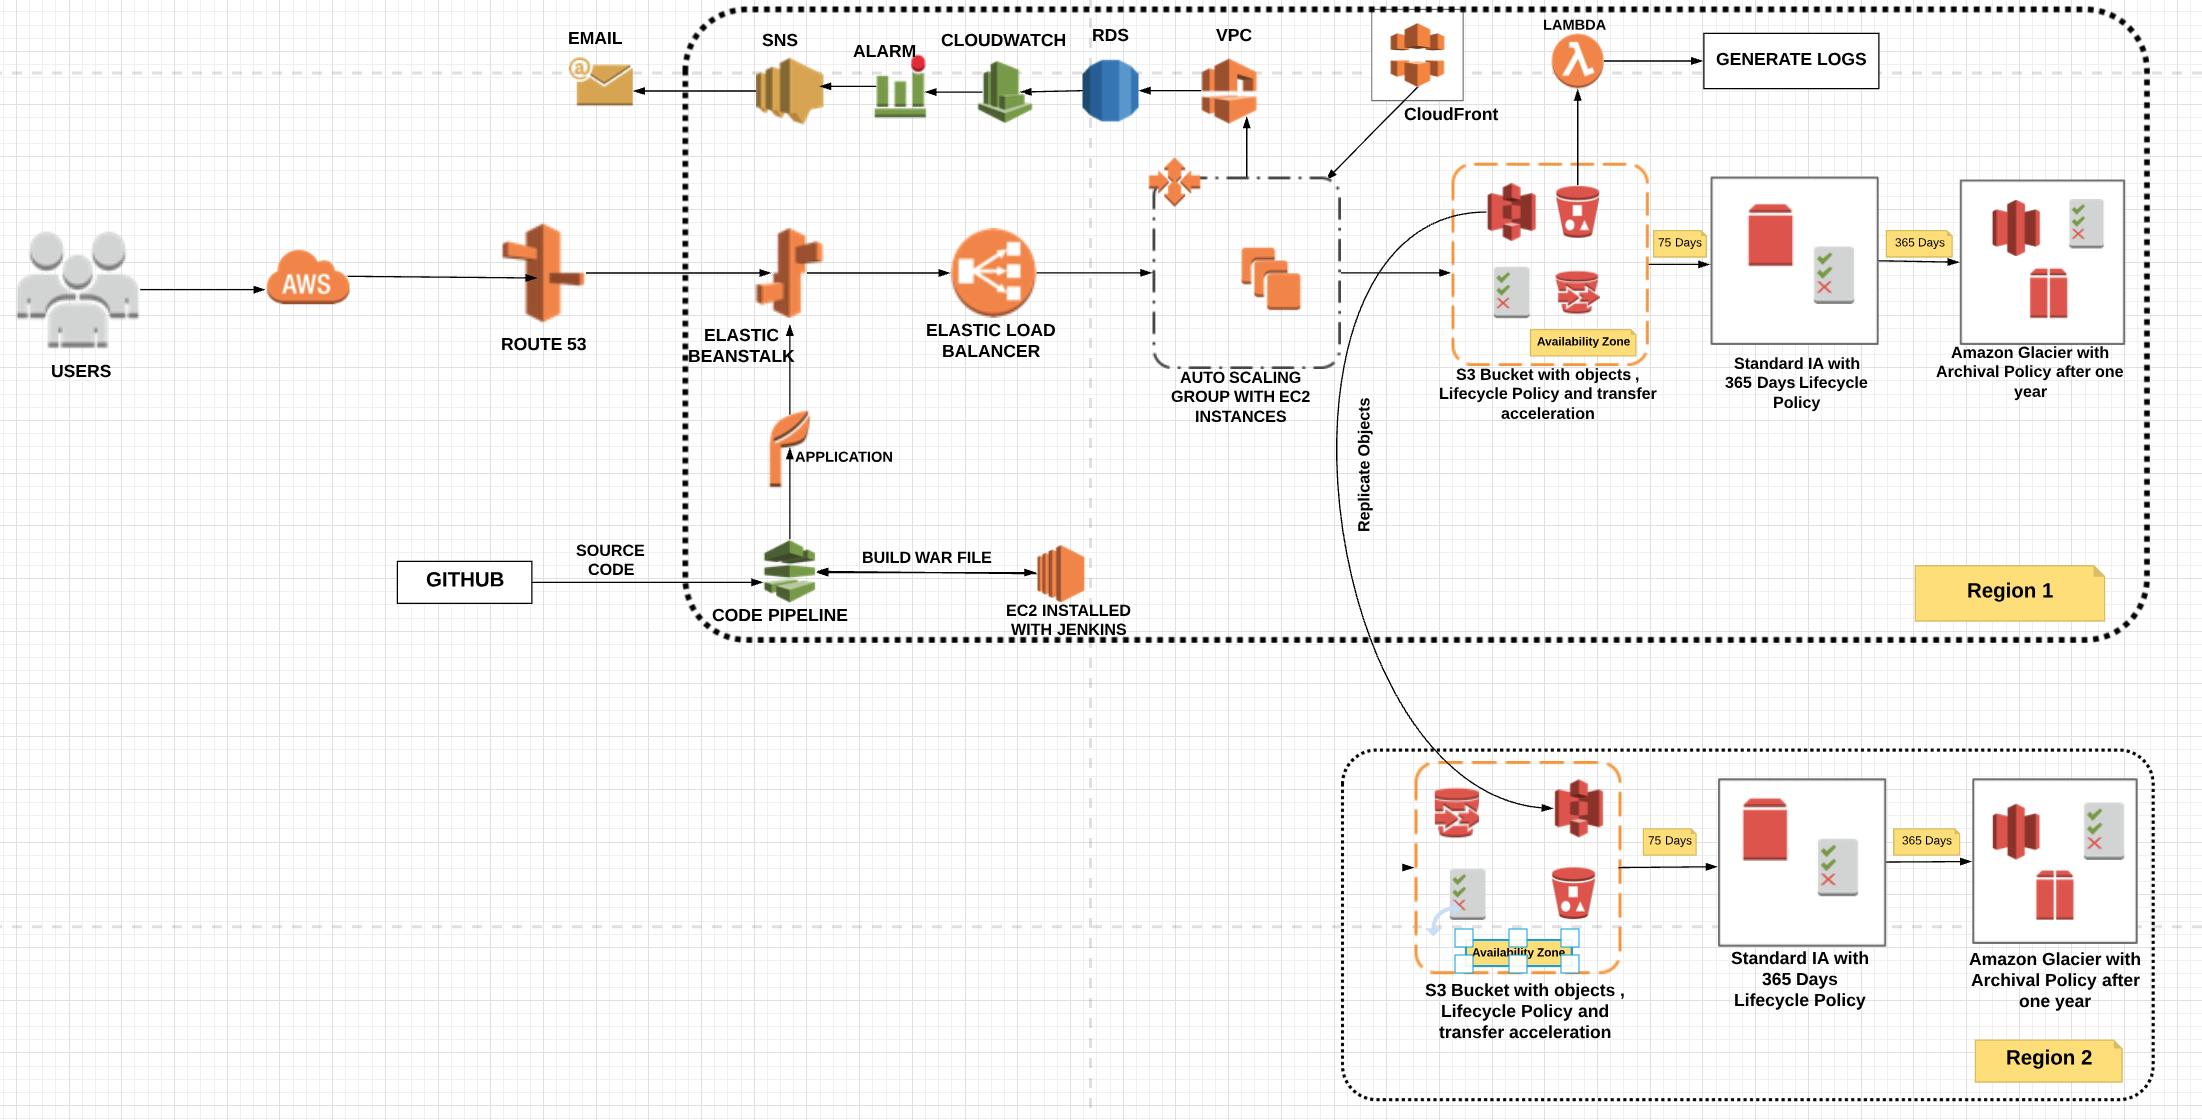 EMAIL
SNS
ALARM
CLOUDWATCH
RDS
VPC
CloudFront
LAMBDA
GENERATE LOGS
USERS
AWS
ROUTE 53
ELASTIC
BEANSTALK
ELASTIC LOAD
BALANCER
AUTO SCALING
GROUP WITH EC2
INSTANCES
Availability Zone
S3 Bucket with objects ,
Lifecycle Policy and transfer
acceleration
75 Days
Standard IA with
365 Days Lifecycle
Policy
365 Days
Amazon Glacier with
Archival Policy after one
year
APPLICATION
Replicate Objects
GITHUB
SOURCE
CODE
CODE PIPELINE
BUILD WAR FILE
EC2 INSTALLED
WITH JENKINS
Region 1
Availability Zone
S3 Bucket with objects ,
Lifecycle Policy and
transfer acceleration
75 Days
Standard IA with
365 Days
Lifecycle Policy
365 Days
Amazon Glacier with
Archival Policy after
one year
Region 2